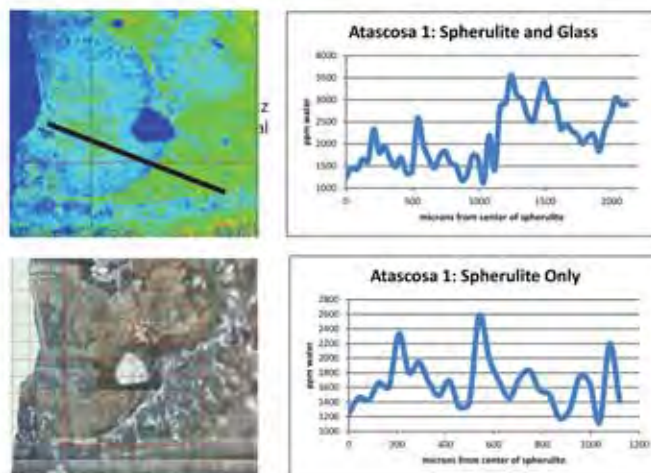 z
al
Atascosa 1: Spherulite and Glass
ppm water
4000
3500
3000
2500
2000
1500
1000
0 500 1000 1500 2000
microns from center of spherulite
Atascosa 1: Spherulite Only
ppm water
2800
2600
2400
2200
2000
1800
1600
1400
1200
1000
0 200 400 600 800 1000 1200
microns from center of spherulite